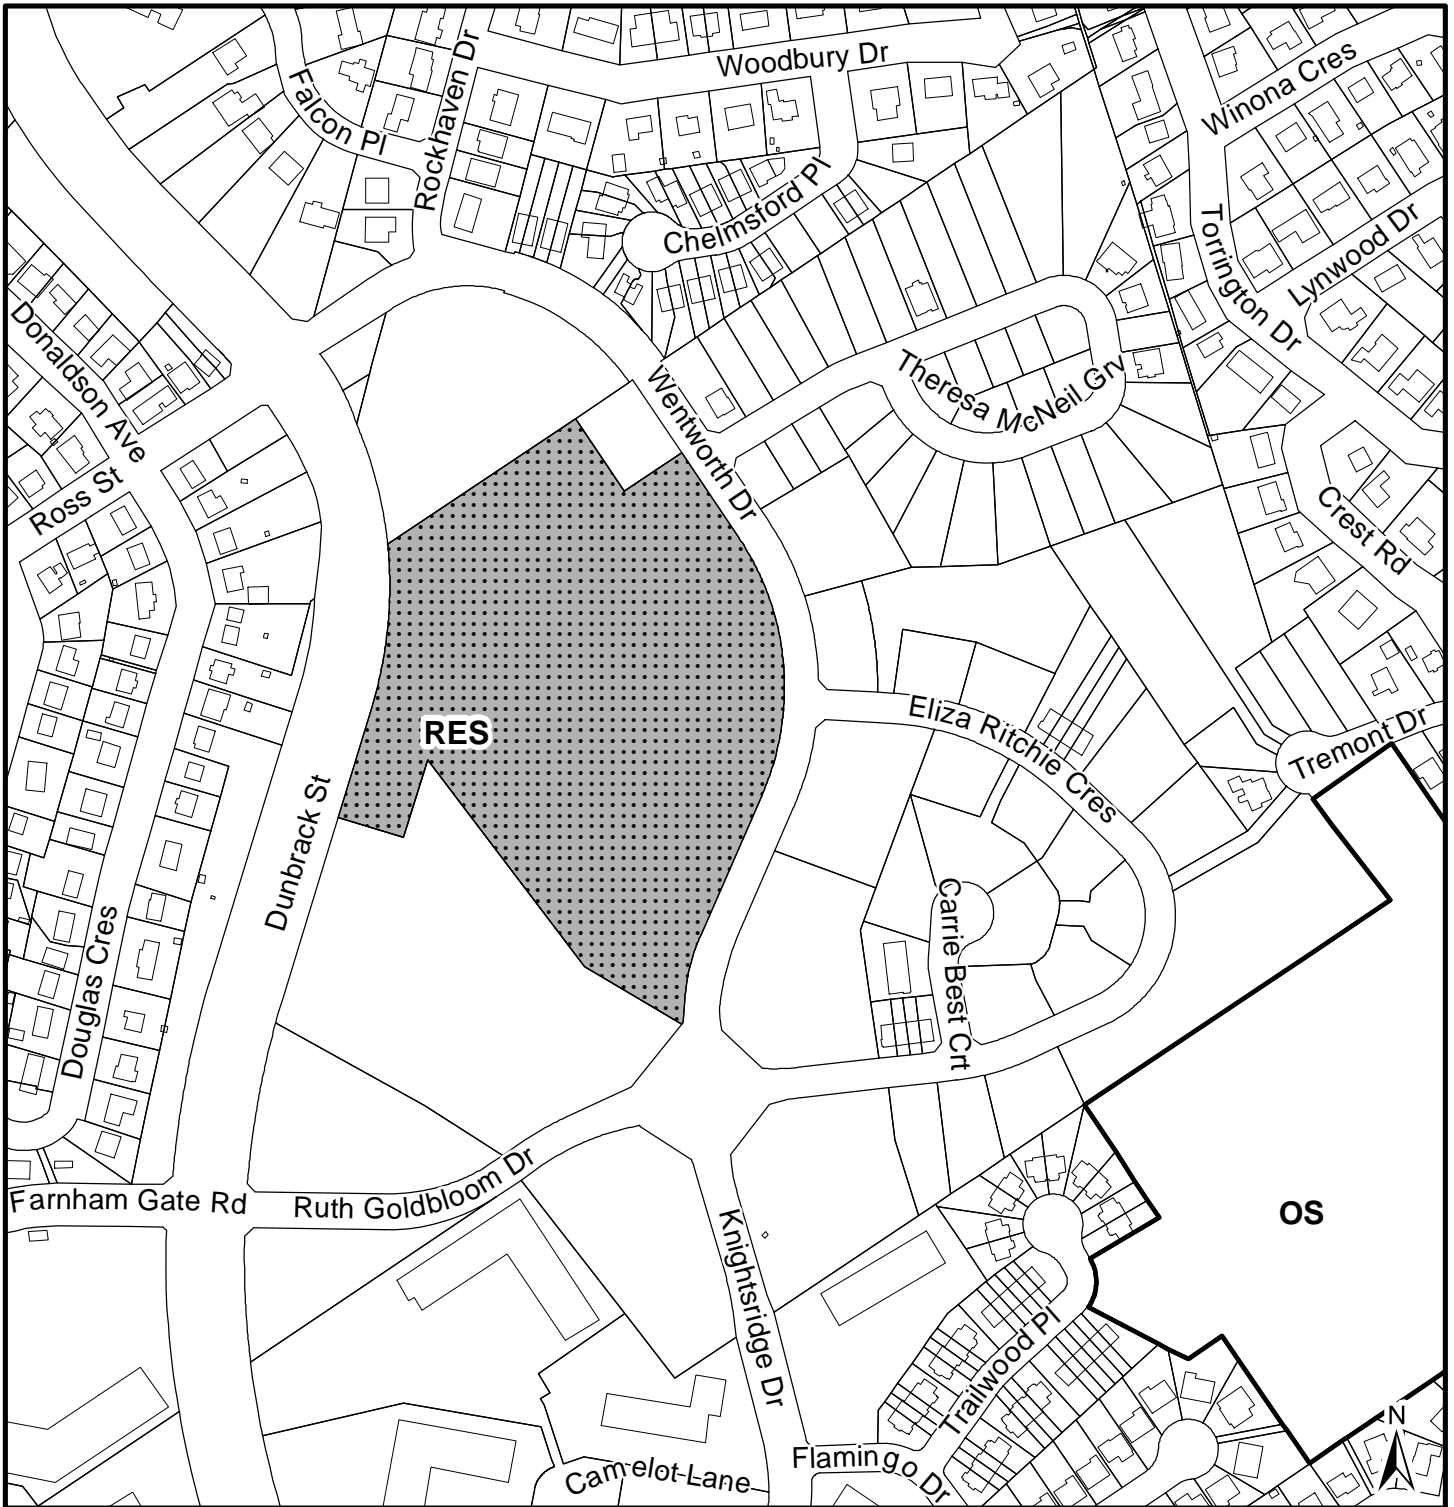 Woodbury Dr
Winona Cres
Falcon Pl
Rockhaven Dr
Chelmsford Pl
Torrington Dr
Lynwood Dr
Donaldson Ave
Ross St
Wentworth Dr
Theresa McNeil Grv
Crest Rd
RES
Eliza Ritchie Cres
Tremont Dr
Dunbrack St
Douglas Cres
Carrie Best Crt
Farnham Gate Rd
Ruth Goldbloom Dr
Knightsridge Dr
OS
Trailwood Pl
Camelot Lane
Flamingo Dr
N